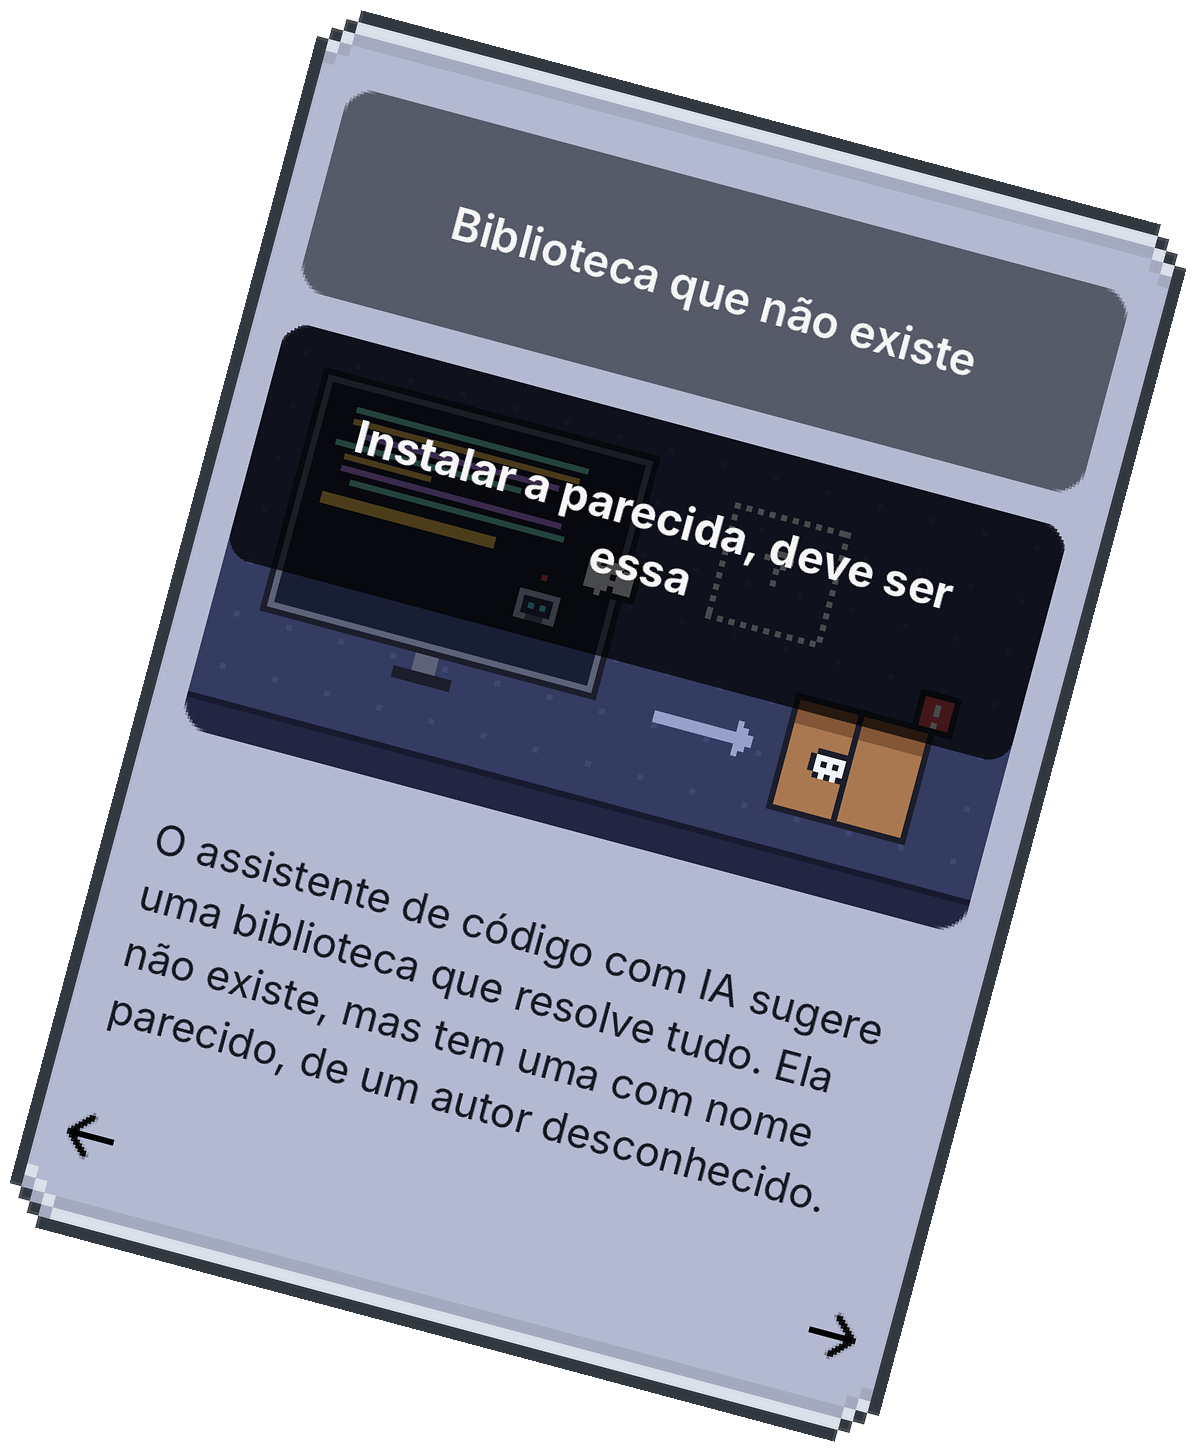 Biblioteca que não existe
Instalar a parecida, deve ser
essa
O assistente de código com IA sugere
uma biblioteca que resolve tudo. Ela
não existe, mas tem uma com nome
parecido, de um autor desconhecido.